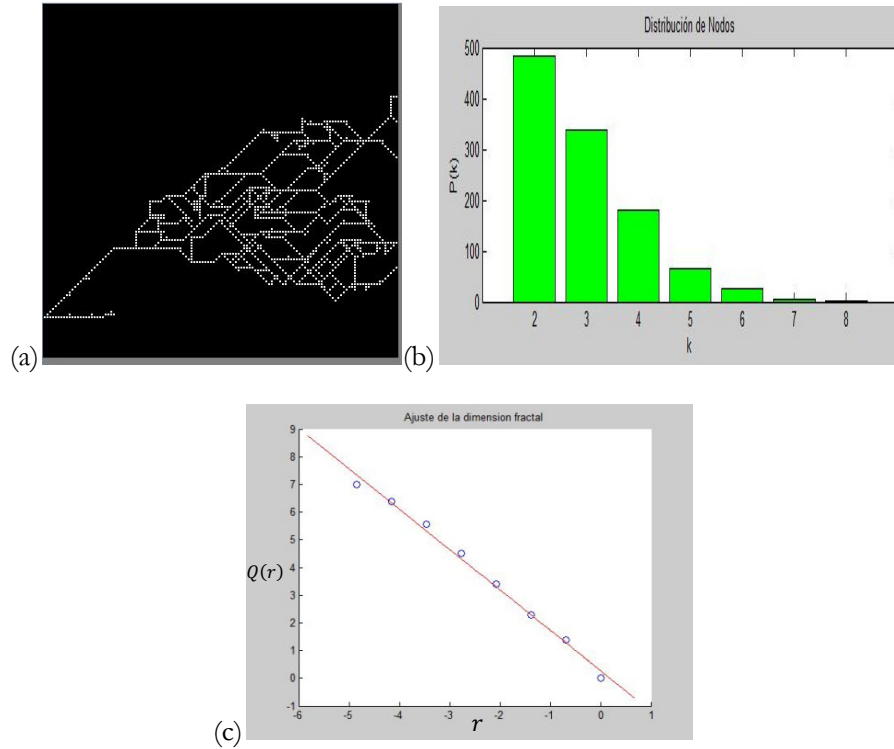 (a)
Distribución de Nodos
500
400
300
200
100
0
P(k)
2 3 4 5 6 7 8
k
(b)
Ajuste de la dimension fractal
9
8
7
6
5
4
3
2
1
0
-1
Q(r)
-6 -5 -4 -3 -2 -1 0 1
r
(c)